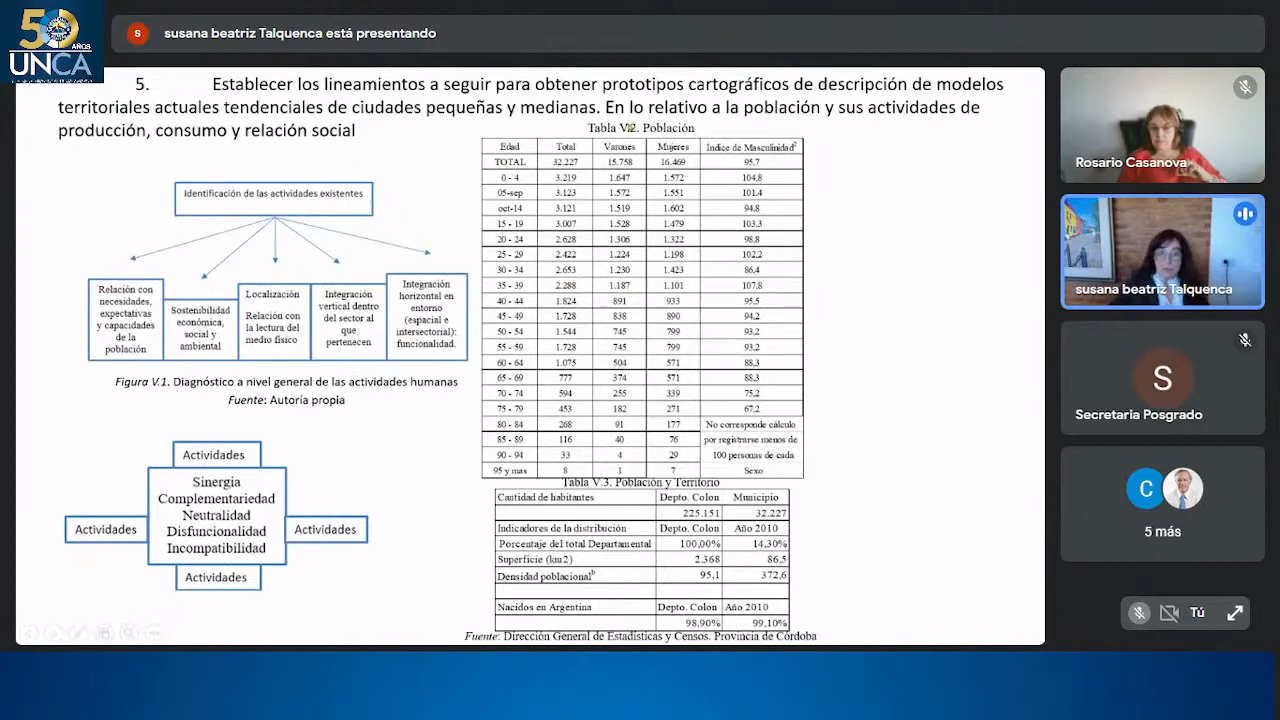 50
AÑOS
UNCA
S
susana beatriz Talquenca está presentando
5. Establecer los lineamientos a seguir para obtener prototipos cartográficos de descripción de modelos
territoriales actuales tendenciales de ciudades pequeñas y medianas. En lo relativo a la población y sus actividades de
producción, consumo y relación social
Identificación de las actividades existentes
Relación con
necesidades,
expectativas
y capacidades
de la
población
Sostenibilidad
económica,
social y
ambiental
Localización
Relación con
la lectura del
medio físico
Integración
vertical dentro
del sector al
que
pertenecen
Integración
horizontal en
entorno
(espacial e
intersectorial):
funcionalidad.
Figura V.1. Diagnóstico a nivel general de las actividades humanas
Fuente: Autoría propia
Actividades
Sinergia
Complementariedad
Neutralidad
Disfuncionalidad
Incompatibilidad
Actividades
Actividades
Actividades
Tabla V.2. Población
Edad Total Varones Mujeres Índice de Masculinidad²
TOTAL 32.227 15.758 16.469 95,7
0 - 4 3.219 1.647 1.572 104,8
05-sep 3.123 1.572 1.551 101,4
oct-14 3.121 1.519 1.602 94,8
15 - 19 3.007 1.528 1.479 103,3
20 - 24 2.628 1.306 1.322 98,8
25 - 29 2.422 1.224 1.198 102,2
30 - 34 2.653 1.230 1.423 86,4
35 - 39 2.288 1.187 1.101 107,8
40 - 44 1.824 891 933 95,5
45 - 49 1.728 838 890 94,2
50 - 54 1.544 745 799 93,2
55 - 59 1.728 745 799 93,2
60 - 64 1.075 504 571 88,3
65 - 69 777 374 571 88,3
70 - 74 594 255 339 75,2
75 - 79 453 182 271 67,2
80 - 84 268 91 177 No corresponde cálculo
85 - 89 116 40 76 por registrarse menos de
90 - 94 33 4 29 100 personas de cada
95 y mas 8 1 7 Sexo
Tabla V.3. Población y Territorio
Cantidad de habitantes Depto. Colon Municipio
225.151 32.227
Indicadores de la distribución Depto. Colon Año 2010
Porcentaje del total Departamental 100,00% 14,30%
Superficie (km2) 2.368 86,5
Densidad poblacional b 95,1 372,6
Nacidos en Argentina Depto. Colon Año 2010
98,90% 99,10%
Fuente: Dirección General de Estadísticas y Censos. Provincia de Córdoba
Rosario Casanova
susana beatriz Talquenca
S
Secretaria Posgrado
C
5 más
Tú